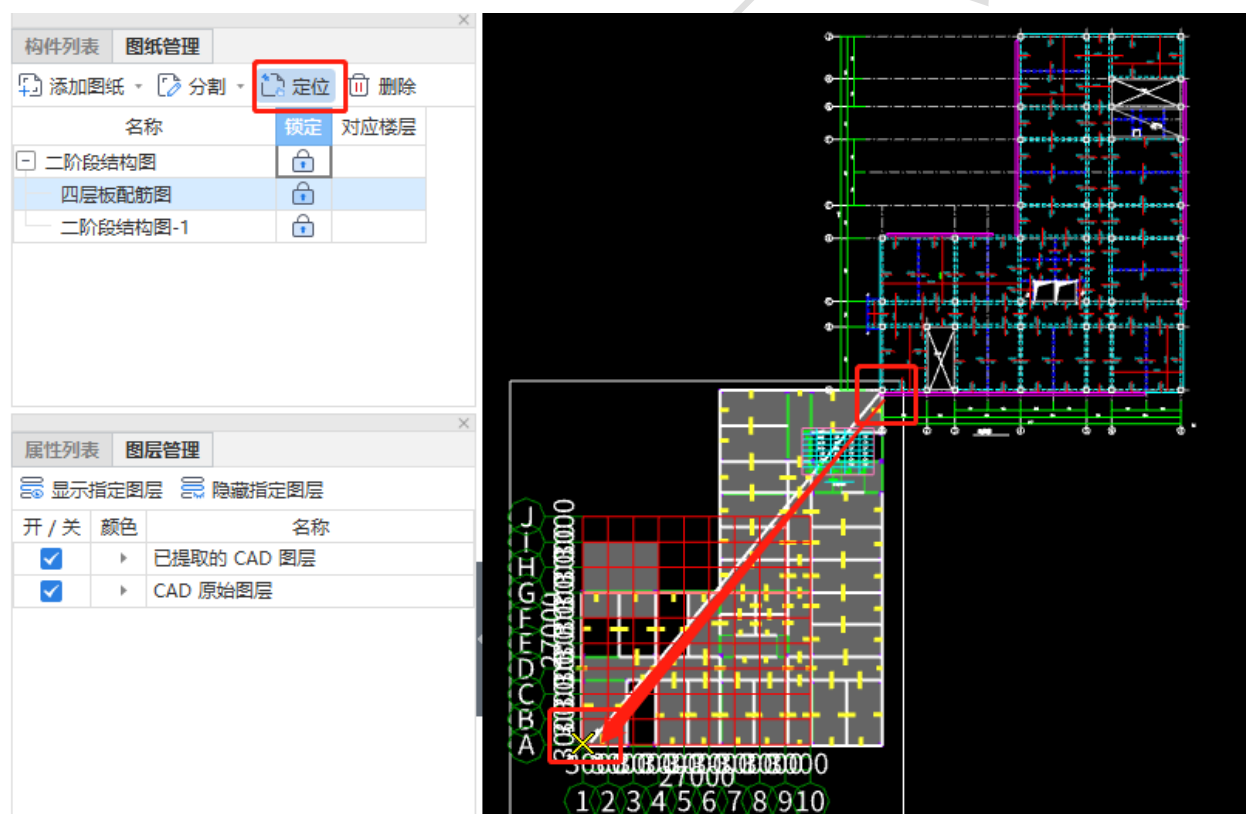 构件列表 图纸管理
添加图纸 分割 定位 删除
名称 锁定 对应楼层
二阶段结构图
四层板配筋图
二阶段结构图-1
属性列表 图层管理
显示指定图层 隐藏指定图层
开 / 关 颜色 名称
已提取的 CAD 图层
CAD 原始图层
J
I
H
G
F
E
D
C
B
A
27000
27000
1 2 3 4 5 6 7 8 9 10